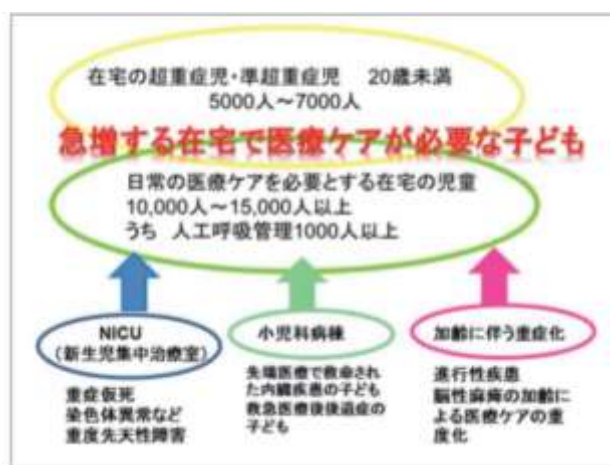 在宅の超重症児・準超重症児　20歳未満
5000人～7000人
急増する在宅で医療ケアが必要な子ども
日常の医療ケアを必要とする在宅の児童
10,000人～15,000人以上
うち　人工呼吸管理1000人以上
NICU
（新生児集中治療室）
重症仮死
染色体異常など
重度先天性障害
小児科病棟
先端医療で救命され
た内臓疾患の子ども
救急医療後後遺症の
子ども
加齢に伴う重症化
進行性疾患
脳性麻痺の加齢に
よる医療ケアの重
度化